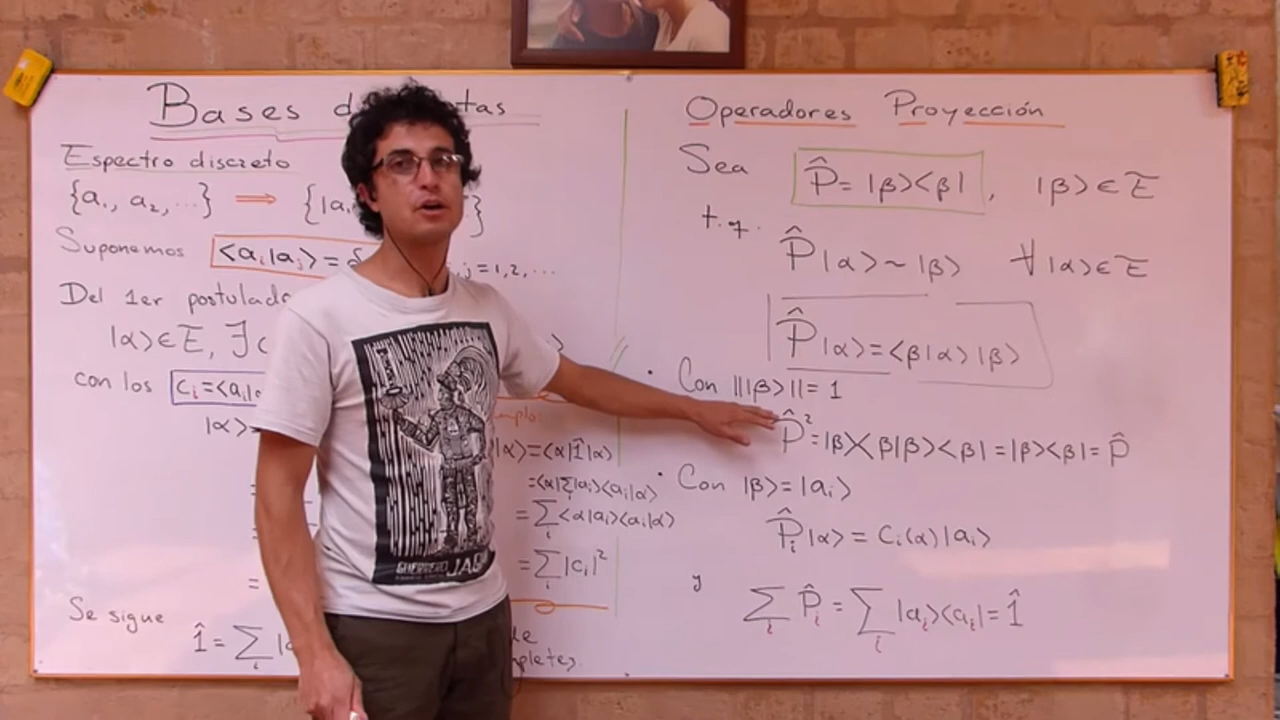 Bases
Espectro discreto
{a₁, a₂, ...} ⟹ {|a₁
Suponemos ⟨aᵢ|aⱼ⟩= j=1,2,...
Del 1er postulado
|α⟩∈E, ∃
con los cᵢ=⟨aᵢ|
|α⟩
|α⟩=⟨α|1̂|α⟩
=⟨α|Σᵢ|aᵢ⟩⟨aᵢ|α⟩
=Σᵢ⟨α|aᵢ⟩⟨aᵢ|α⟩
=Σᵢ|cᵢ|²
Se sigue
1̂=Σᵢ|
Operadores Proyección
Sea P̂=|β⟩⟨β|, |β⟩∈E
t.q. P̂|α⟩~|β⟩ ∀|α⟩∈E
P̂|α⟩=⟨β|α⟩|β⟩
· Con || |β⟩||=1
P̂²=|β⟩⟨β|β⟩⟨β|=|β⟩⟨β|=P̂
· Con |β⟩=|aᵢ⟩
P̂ᵢ|α⟩=Cᵢ(α)|aᵢ⟩
y Σᵢ P̂ᵢ=Σᵢ|aᵢ⟩⟨aᵢ|=1̂
GUERRERO JAG